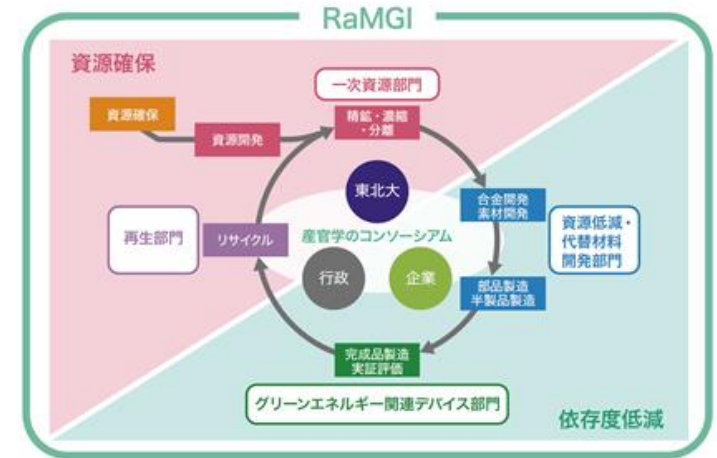 RaMGI
資源確保
一次資源部門
資源確保
資源開発
精鉱・濃縮
・分離
東北大
合金開発
素材開発
資源低減・
代替材料
開発部門
再生部門
リサイクル
産官学のコンソーシアム
行政
企業
部品製造
半製品製造
完成品製造
実証評価
グリーンエネルギー関連デバイス部門
依存度低減